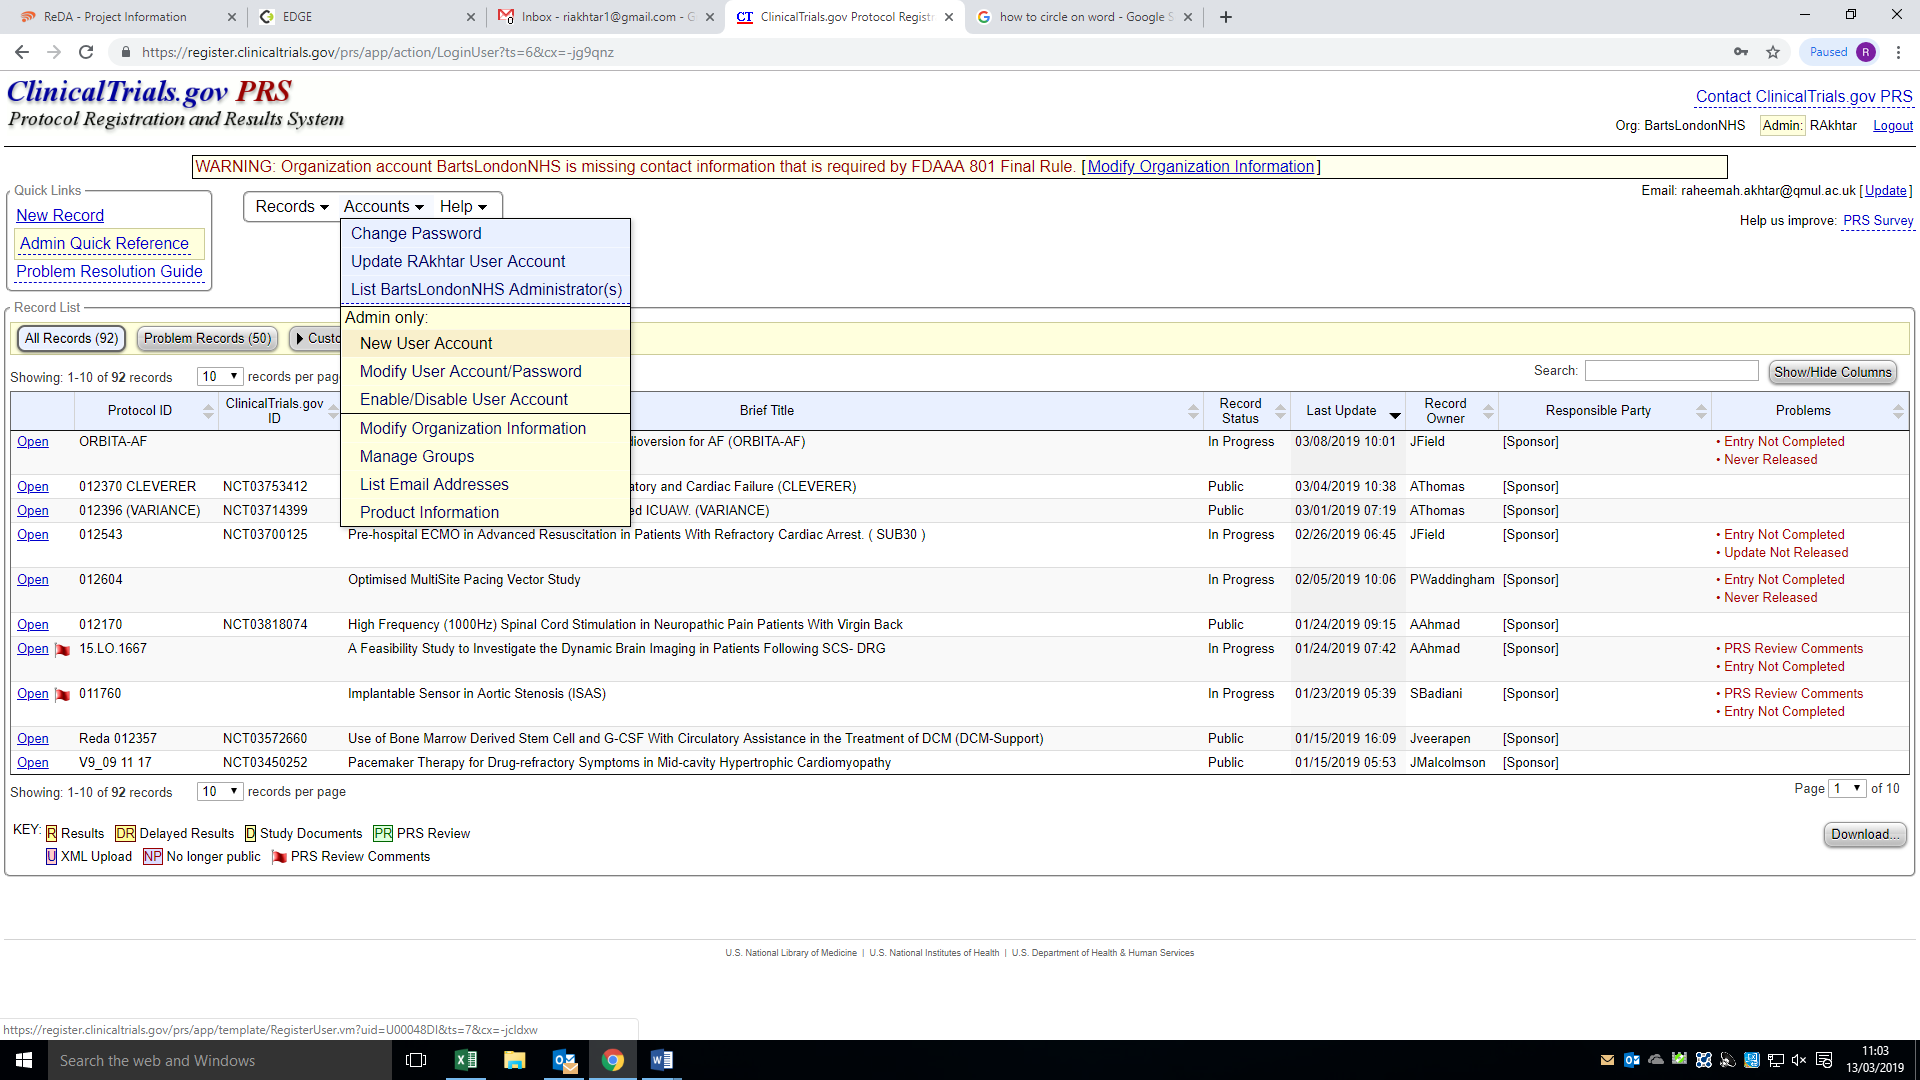 ReDA - Project Information
EDGE
Inbox - riakhtar1@gmail.com - G
ClinicalTrials.gov Protocol Registr
how to circle on word - Google S
https://register.clinicaltrials.gov/prs/app/action/LoginUser?ts=6&cx=-jg9qnz
Paused R
ClinicalTrials.gov PRS
Protocol Registration and Results System
Contact ClinicalTrials.gov PRS
Org: BartsLondonNHS Admin: RAkhtar Logout
WARNING: Organization account BartsLondonNHS is missing contact information that is required by FDAAA 801 Final Rule. [Modify Organization Information]
Email: raheemah.akhtar@qmul.ac.uk [Update]
Help us improve: PRS Survey
Quick Links
New Record
Admin Quick Reference
Problem Resolution Guide
Records Accounts Help
Change Password
Update RAkhtar User Account
List BartsLondonNHS Administrator(s)
Admin only:
New User Account
Modify User Account/Password
Enable/Disable User Account
Modify Organization Information
Manage Groups
List Email Addresses
Product Information
Record List
All Records (92) Problem Records (50) Custo
Showing: 1-10 of 92 records 10 records per pag
Search: Show/Hide Columns
Protocol ID ClinicalTrials.gov ID Brief Title Record Status Last Update Record Owner Responsible Party Problems
Open ORBITA-AF dioversion for AF (ORBITA-AF) In Progress 03/08/2019 10:01 JField [Sponsor] • Entry Not Completed
• Never Released
Open 012370 CLEVERER NCT03753412 atory and Cardiac Failure (CLEVERER) Public 03/04/2019 10:38 AThomas [Sponsor]
Open 012396 (VARIANCE) NCT03714399 ed ICUAW. (VARIANCE) Public 03/01/2019 07:19 AThomas [Sponsor]
Open 012543 NCT03700125 Pre-hospital ECMO in Advanced Resuscitation in Patients With Refractory Cardiac Arrest. ( SUB30 ) In Progress 02/26/2019 06:45 JField [Sponsor] • Entry Not Completed
• Update Not Released
Open 012604 Optimised MultiSite Pacing Vector Study In Progress 02/05/2019 10:06 PWaddingham [Sponsor] • Entry Not Completed
• Never Released
Open 012170 NCT03818074 High Frequency (1000Hz) Spinal Cord Stimulation in Neuropathic Pain Patients With Virgin Back Public 01/24/2019 09:15 AAhmad [Sponsor]
Open 15.LO.1667 A Feasibility Study to Investigate the Dynamic Brain Imaging in Patients Following SCS- DRG In Progress 01/24/2019 07:42 AAhmad [Sponsor] • PRS Review Comments
• Entry Not Completed
Open 011760 Implantable Sensor in Aortic Stenosis (ISAS) In Progress 01/23/2019 05:39 SBadiani [Sponsor] • PRS Review Comments
• Entry Not Completed
Open Reda 012357 NCT03572660 Use of Bone Marrow Derived Stem Cell and G-CSF With Circulatory Assistance in the Treatment of DCM (DCM-Support) Public 01/15/2019 16:09 Jveerapen [Sponsor]
Open V9_09 11 17 NCT03450252 Pacemaker Therapy for Drug-refractory Symptoms in Mid-cavity Hypertrophic Cardiomyopathy Public 01/15/2019 05:53 JMalcolmson [Sponsor]
Showing: 1-10 of 92 records 10 records per page
Page 1 of 10
KEY: R Results DR Delayed Results D Study Documents PR PRS Review
U XML Upload NP No longer public PRS Review Comments
Download...
U.S. National Library of Medicine | U.S. National Institutes of Health | U.S. Department of Health & Human Services
https://register.clinicaltrials.gov/prs/app/template/RegisterUser.vm?uid=U00048DI&ts=7&cx=-jcldxw
Search the web and Windows
11:03
13/03/2019